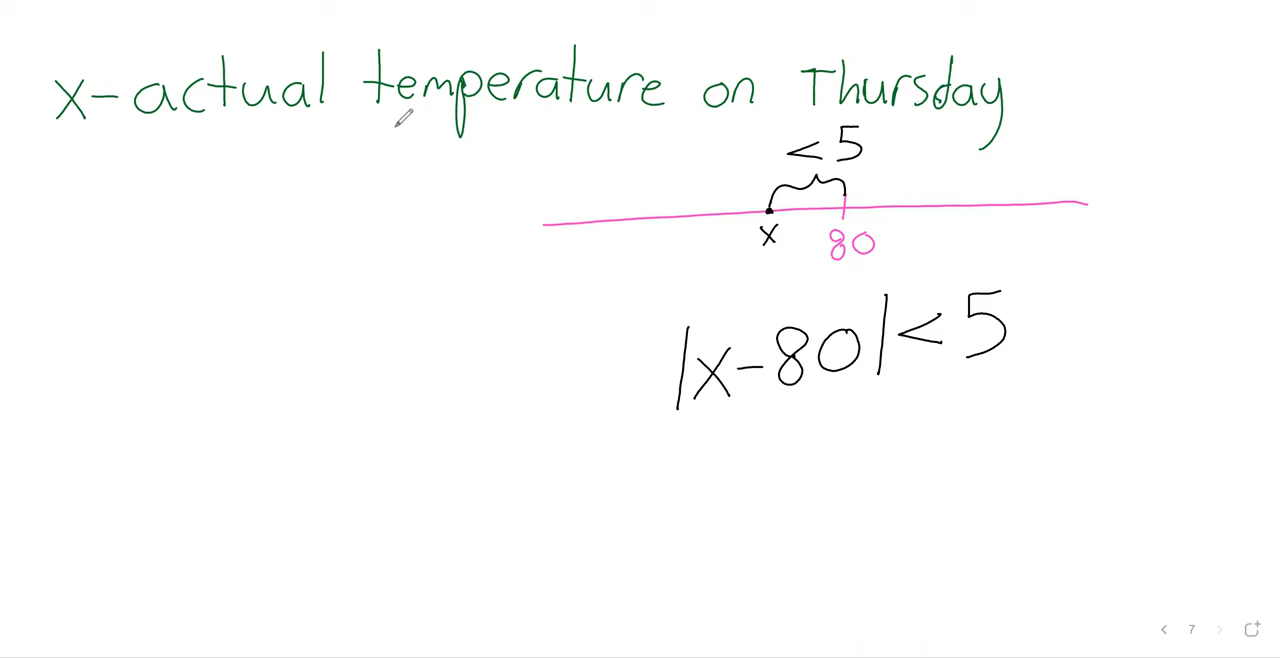 x-actual temperature on Thursday
< 5
x 80
|x-80|<5
< 7 >